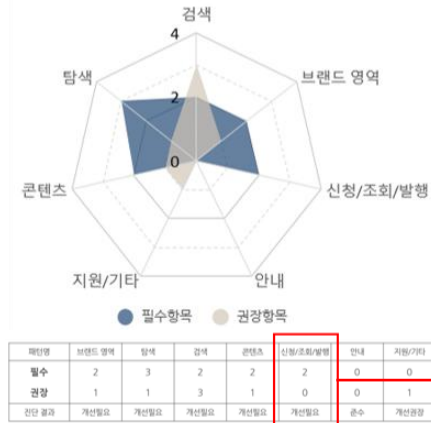 검색
4
탐색
브랜드 영역
2
0
콘텐츠
신청/조회/발행
지원/기타
안내
필수항목 권장항목
패턴명 브랜드 영역 탐색 검색 콘텐츠 신청/조회/발행 안내 지원/기타
필수 2 3 2 2 2 0 0
권장 1 1 3 1 0 0 1
진단 결과 개선필요 개선필요 개선필요 개선필요 개선필요 준수 개선권장